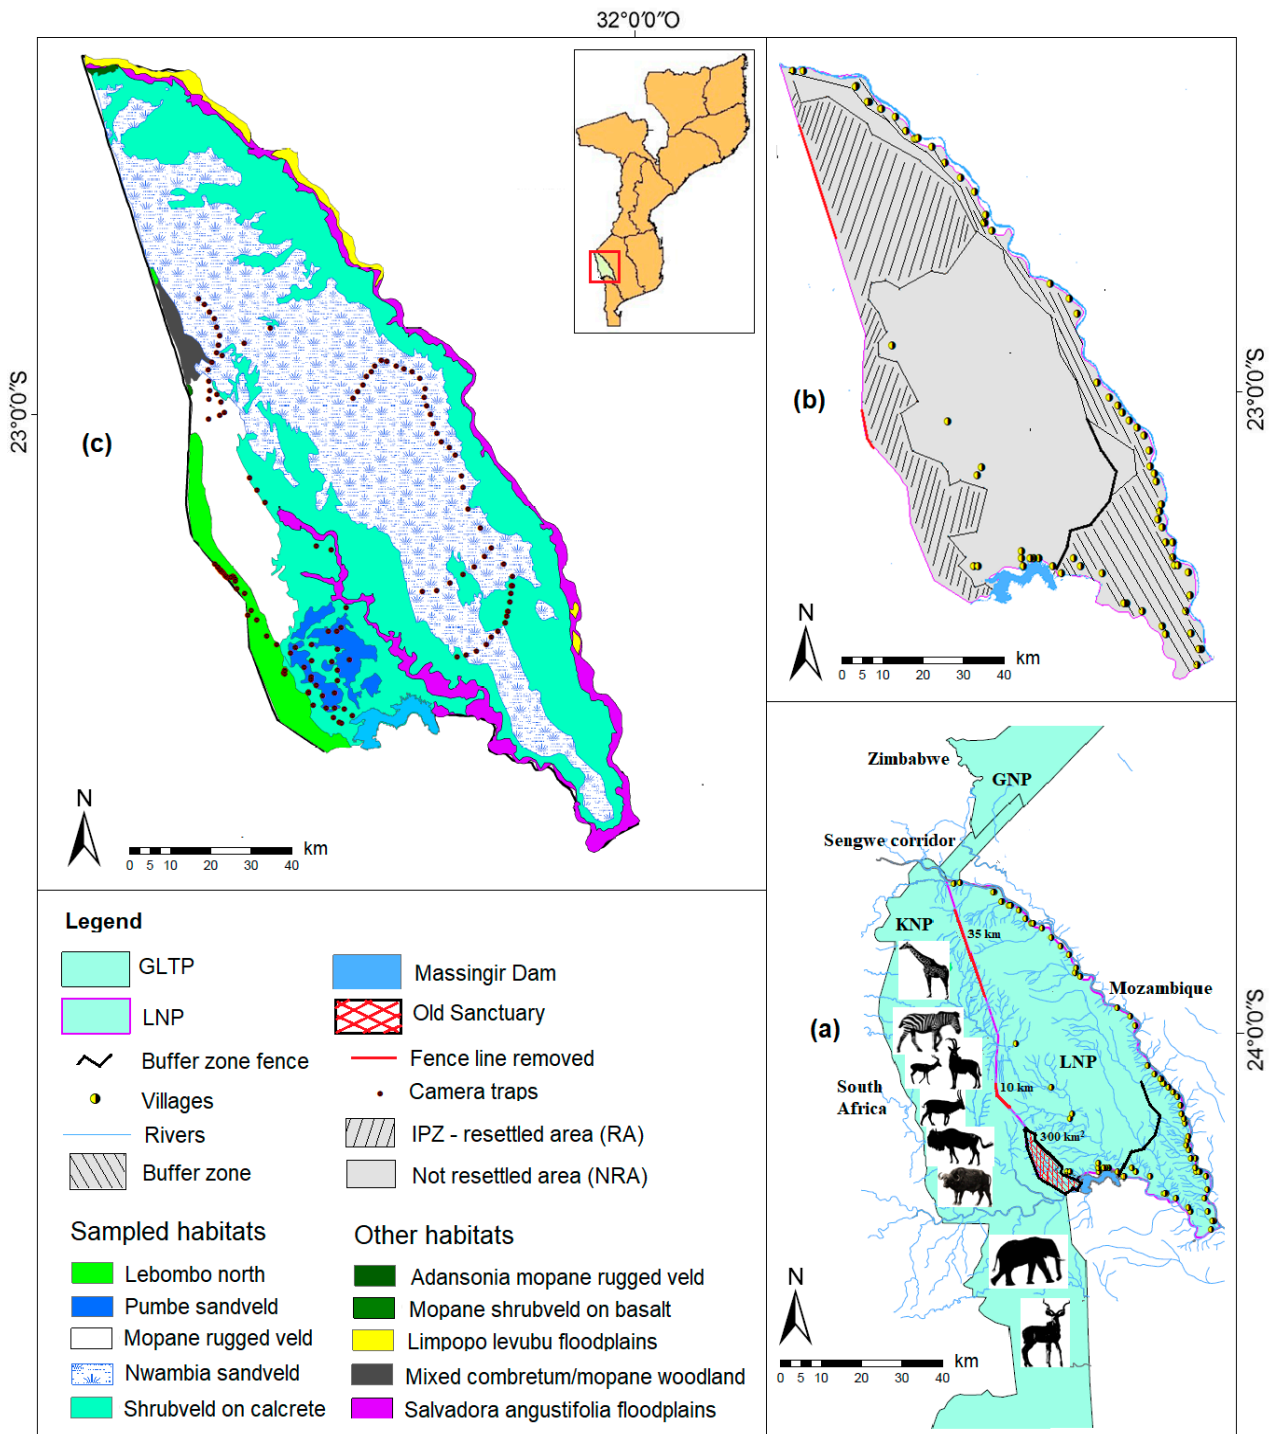 32°0′0″O
23°0′0″S
(c)
N
0 5 10 20 30 40 km
(b)
23°0′0″S
N
0 5 10 20 30 40 km
Zimbabwe
GNP
Sengwe corridor
KNP
35 km
Mozambique
(a)
LNP
24°0′0″S
10 km
South
Africa
300 km²
N
0 5 10 20 30 40 km
Legend
GLTP
LNP
Buffer zone fence
Villages
Rivers
Buffer zone
Massingir Dam
Old Sanctuary
Fence line removed
Camera traps
IPZ - resettled area (RA)
Not resettled area (NRA)
Sampled habitats
Lebombo north
Pumbe sandveld
Mopane rugged veld
Nwambia sandveld
Shrubveld on calcrete
Other habitats
Adansonia mopane rugged veld
Mopane shrubveld on basalt
Limpopo levubu floodplains
Mixed combretum/mopane woodland
Salvadora angustifolia floodplains